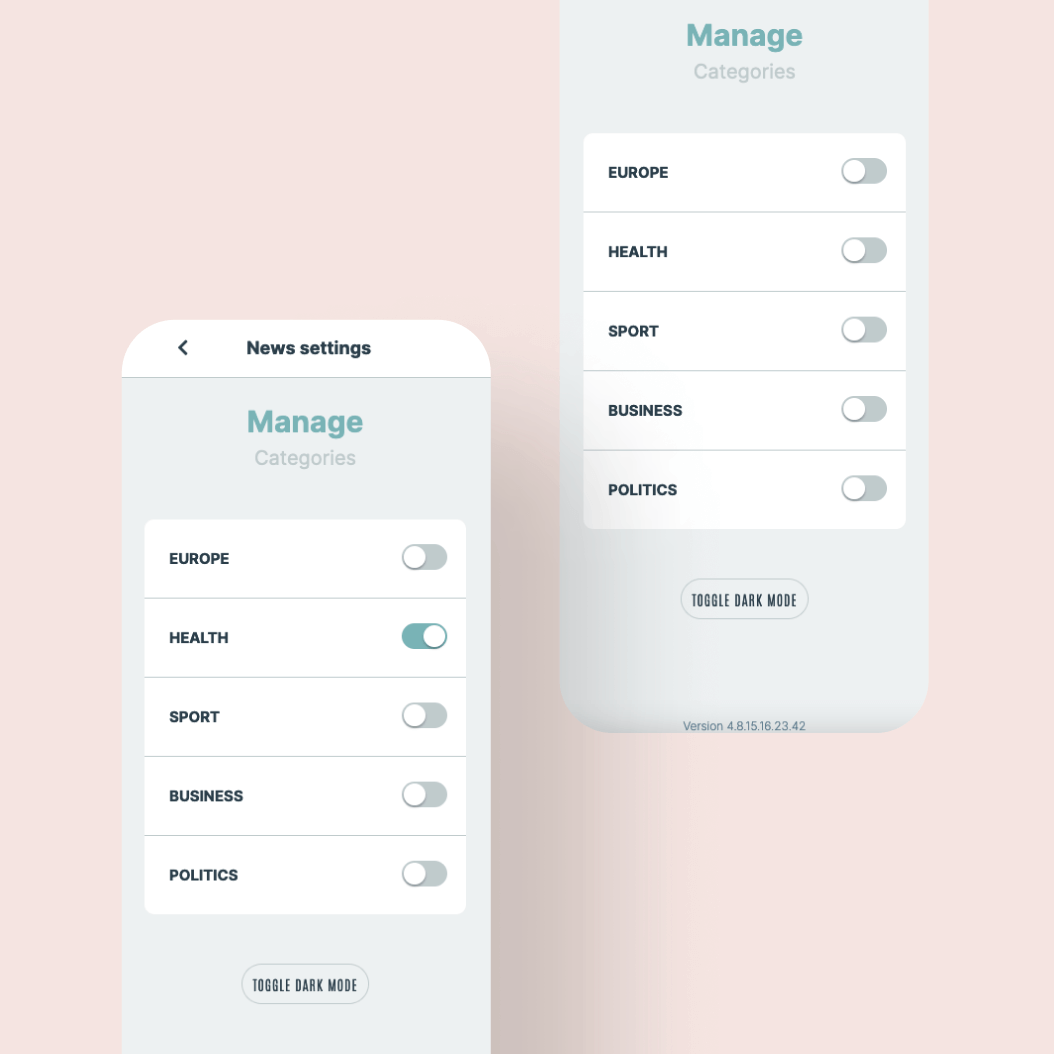 Manage
Categories
EUROPE
HEALTH
SPORT
BUSINESS
POLITICS
TOGGLE DARK MODE
Version 4.8.15.16.23.42
News settings
Manage
Categories
EUROPE
HEALTH
SPORT
BUSINESS
POLITICS
TOGGLE DARK MODE